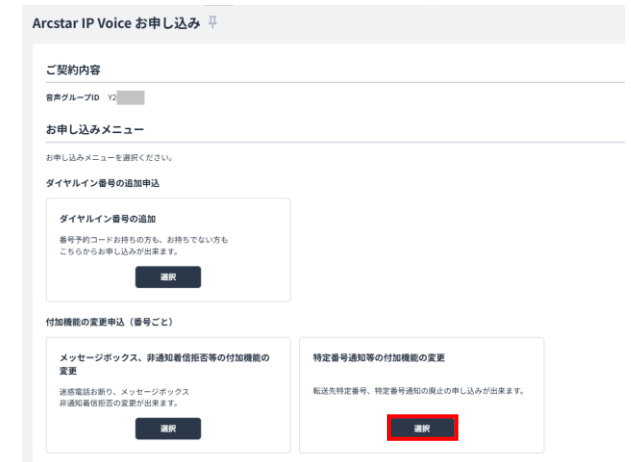 Arcstar IP Voice お申し込み
ご契約内容
音声グループID Y2
お申し込みメニュー
お申し込みメニューを選択ください。
ダイヤルイン番号の追加申込
ダイヤルイン番号の追加
番号予約コードお持ちの方も、お持ちでない方も
こちらからお申し込みが出来ます。
選択
付加機能の変更申込（番号ごと）
メッセージボックス、非通知着信拒否等の付加機能の
変更
迷惑電話お断り、メッセージボックス
非通知着信拒否の変更が出来ます。
選択
特定番号通知等の付加機能の変更
転送先特定番号、特定番号通知の廃止の申し込みが出来ます。
選択